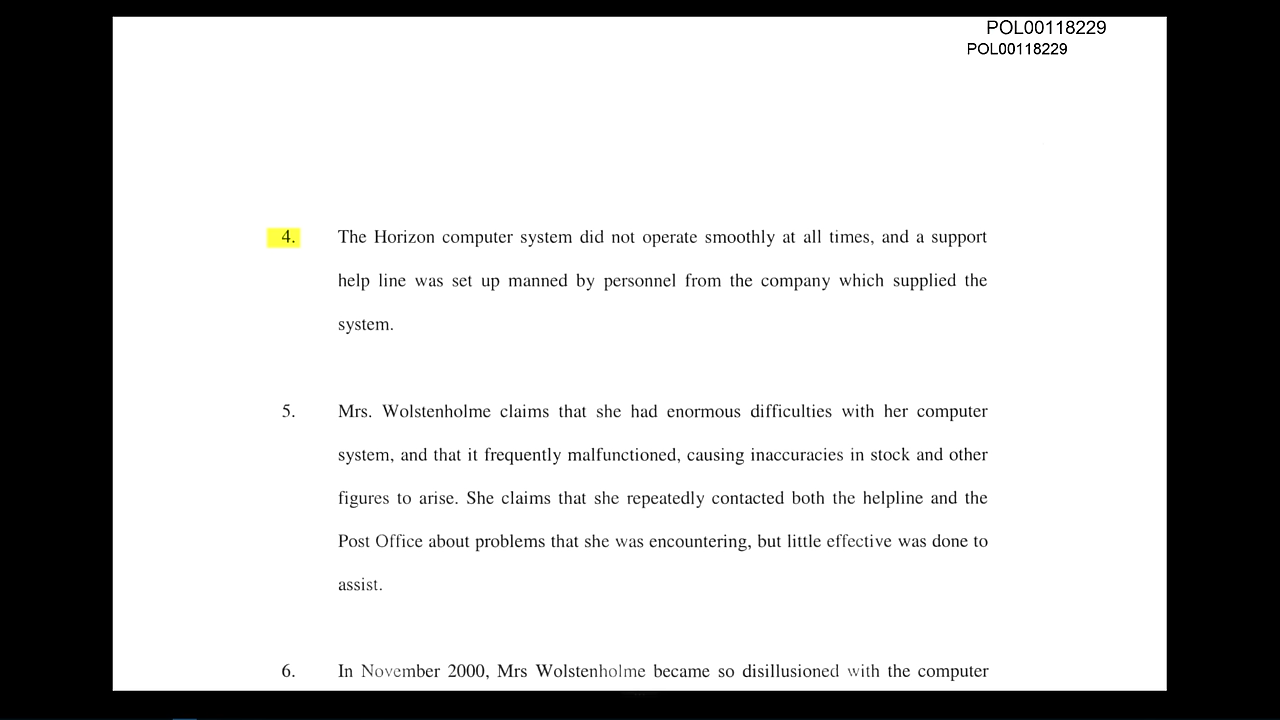 POL00118229
POL00118229
4. The Horizon computer system did not operate smoothly at all times, and a support
help line was set up manned by personnel from the company which supplied the
system.
5. Mrs. Wolstenholme claims that she had enormous difficulties with her computer
system, and that it frequently malfunctioned, causing inaccuracies in stock and other
figures to arise. She claims that she repeatedly contacted both the helpline and the
Post Office about problems that she was encountering, but little effective was done to
assist.
6. In November 2000, Mrs Wolstenholme became so disillusioned with the computer